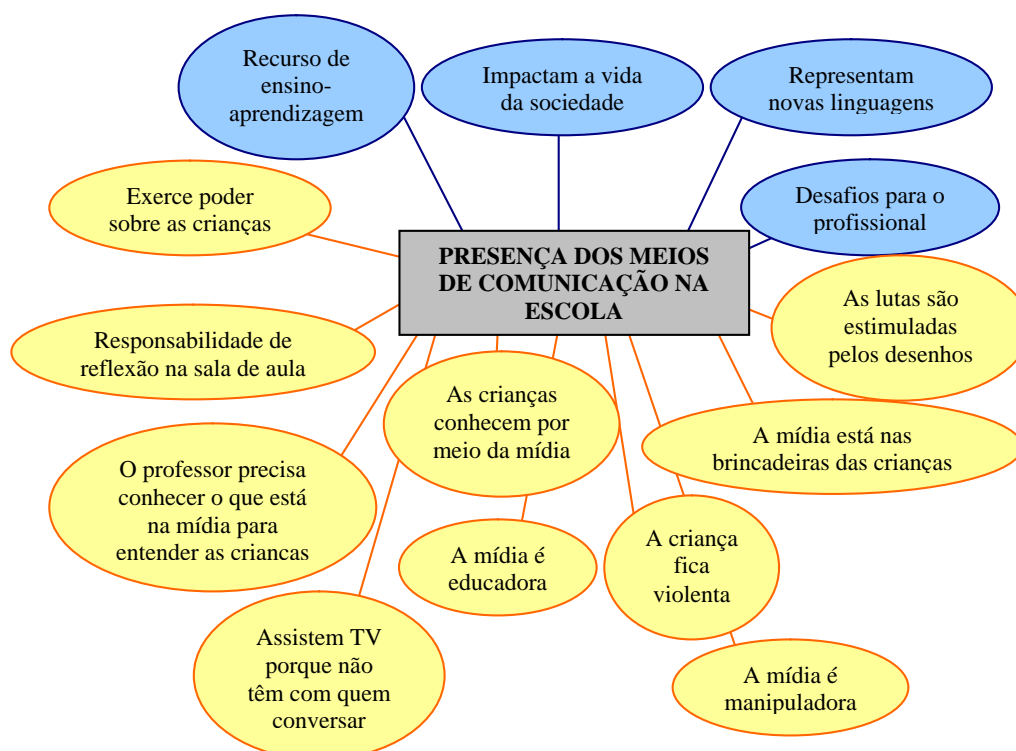 Recurso de
ensino-
aprendizagem
Impactam a vida
da sociedade
Representam
novas linguagens
Exerce poder
sobre as crianças
Desafios para o
profissional
PRESENÇA DOS MEIOS
DE COMUNICAÇÃO NA
ESCOLA
As lutas são
estimuladas
pelos desenhos
Responsabilidade de
reflexão na sala de aula
As crianças
conhecem por
meio da mídia
A mídia está nas
brincadeiras das crianças
O professor precisa
conhecer o que está
na mídia para
entender as criancas
A mídia é
educadora
A criança
fica
violenta
Assistem TV
porque não
têm com quem
conversar
A mídia é
manipuladora